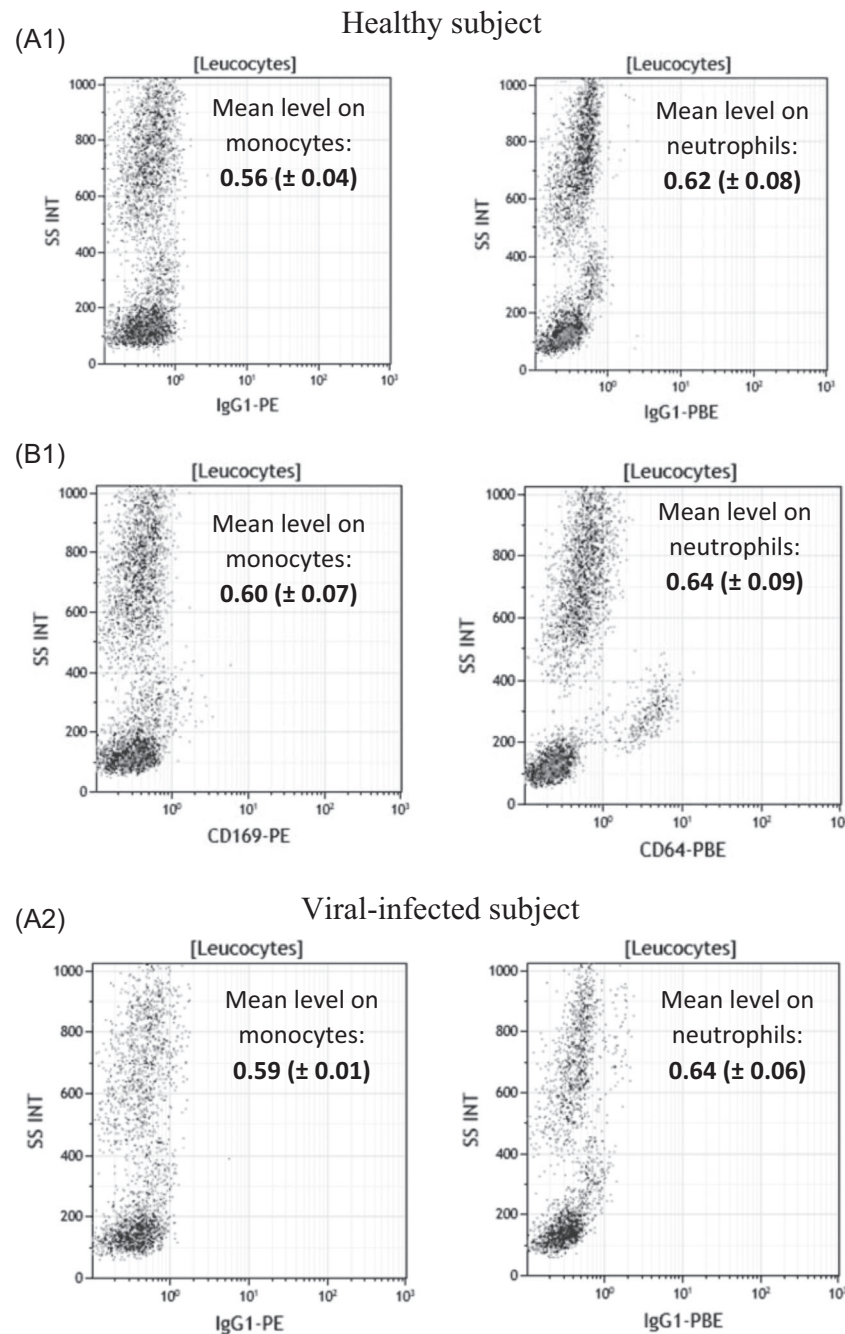 Healthy subject
(A1)
[Leucocytes]
Mean level on
monocytes:
0.56 (± 0.04)
1000
800
600
400
200
0
SS INT
10⁰
10¹
10²
10³
IgG1-PE
[Leucocytes]
Mean level on
neutrophils:
0.62 (± 0.08)
1000
800
600
400
200
0
SS INT
10⁰
10¹
10²
10³
IgG1-PBE
(B1)
[Leucocytes]
Mean level on
monocytes:
0.60 (± 0.07)
1000
800
600
400
200
0
SS INT
10⁰
10¹
10²
10³
CD169-PE
[Leucocytes]
Mean level on
neutrophils:
0.64 (± 0.09)
1000
800
600
400
200
0
SS INT
10⁰
10¹
10²
CD64-PBE
Viral-infected subject
(A2)
[Leucocytes]
Mean level on
monocytes:
0.59 (± 0.01)
1000
800
600
400
200
0
SS INT
10⁰
10¹
10²
10³
IgG1-PE
[Leucocytes]
Mean level on
neutrophils:
0.64 (± 0.06)
1000
800
600
400
200
0
SS INT
10⁰
10¹
10²
10³
IgG1-PBE